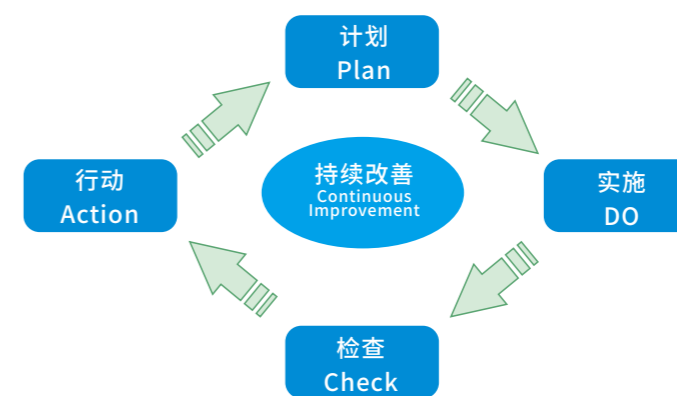 计划
Plan
行动
Action
持续改善
Continuous
Improvement
实施
DO
检查
Check